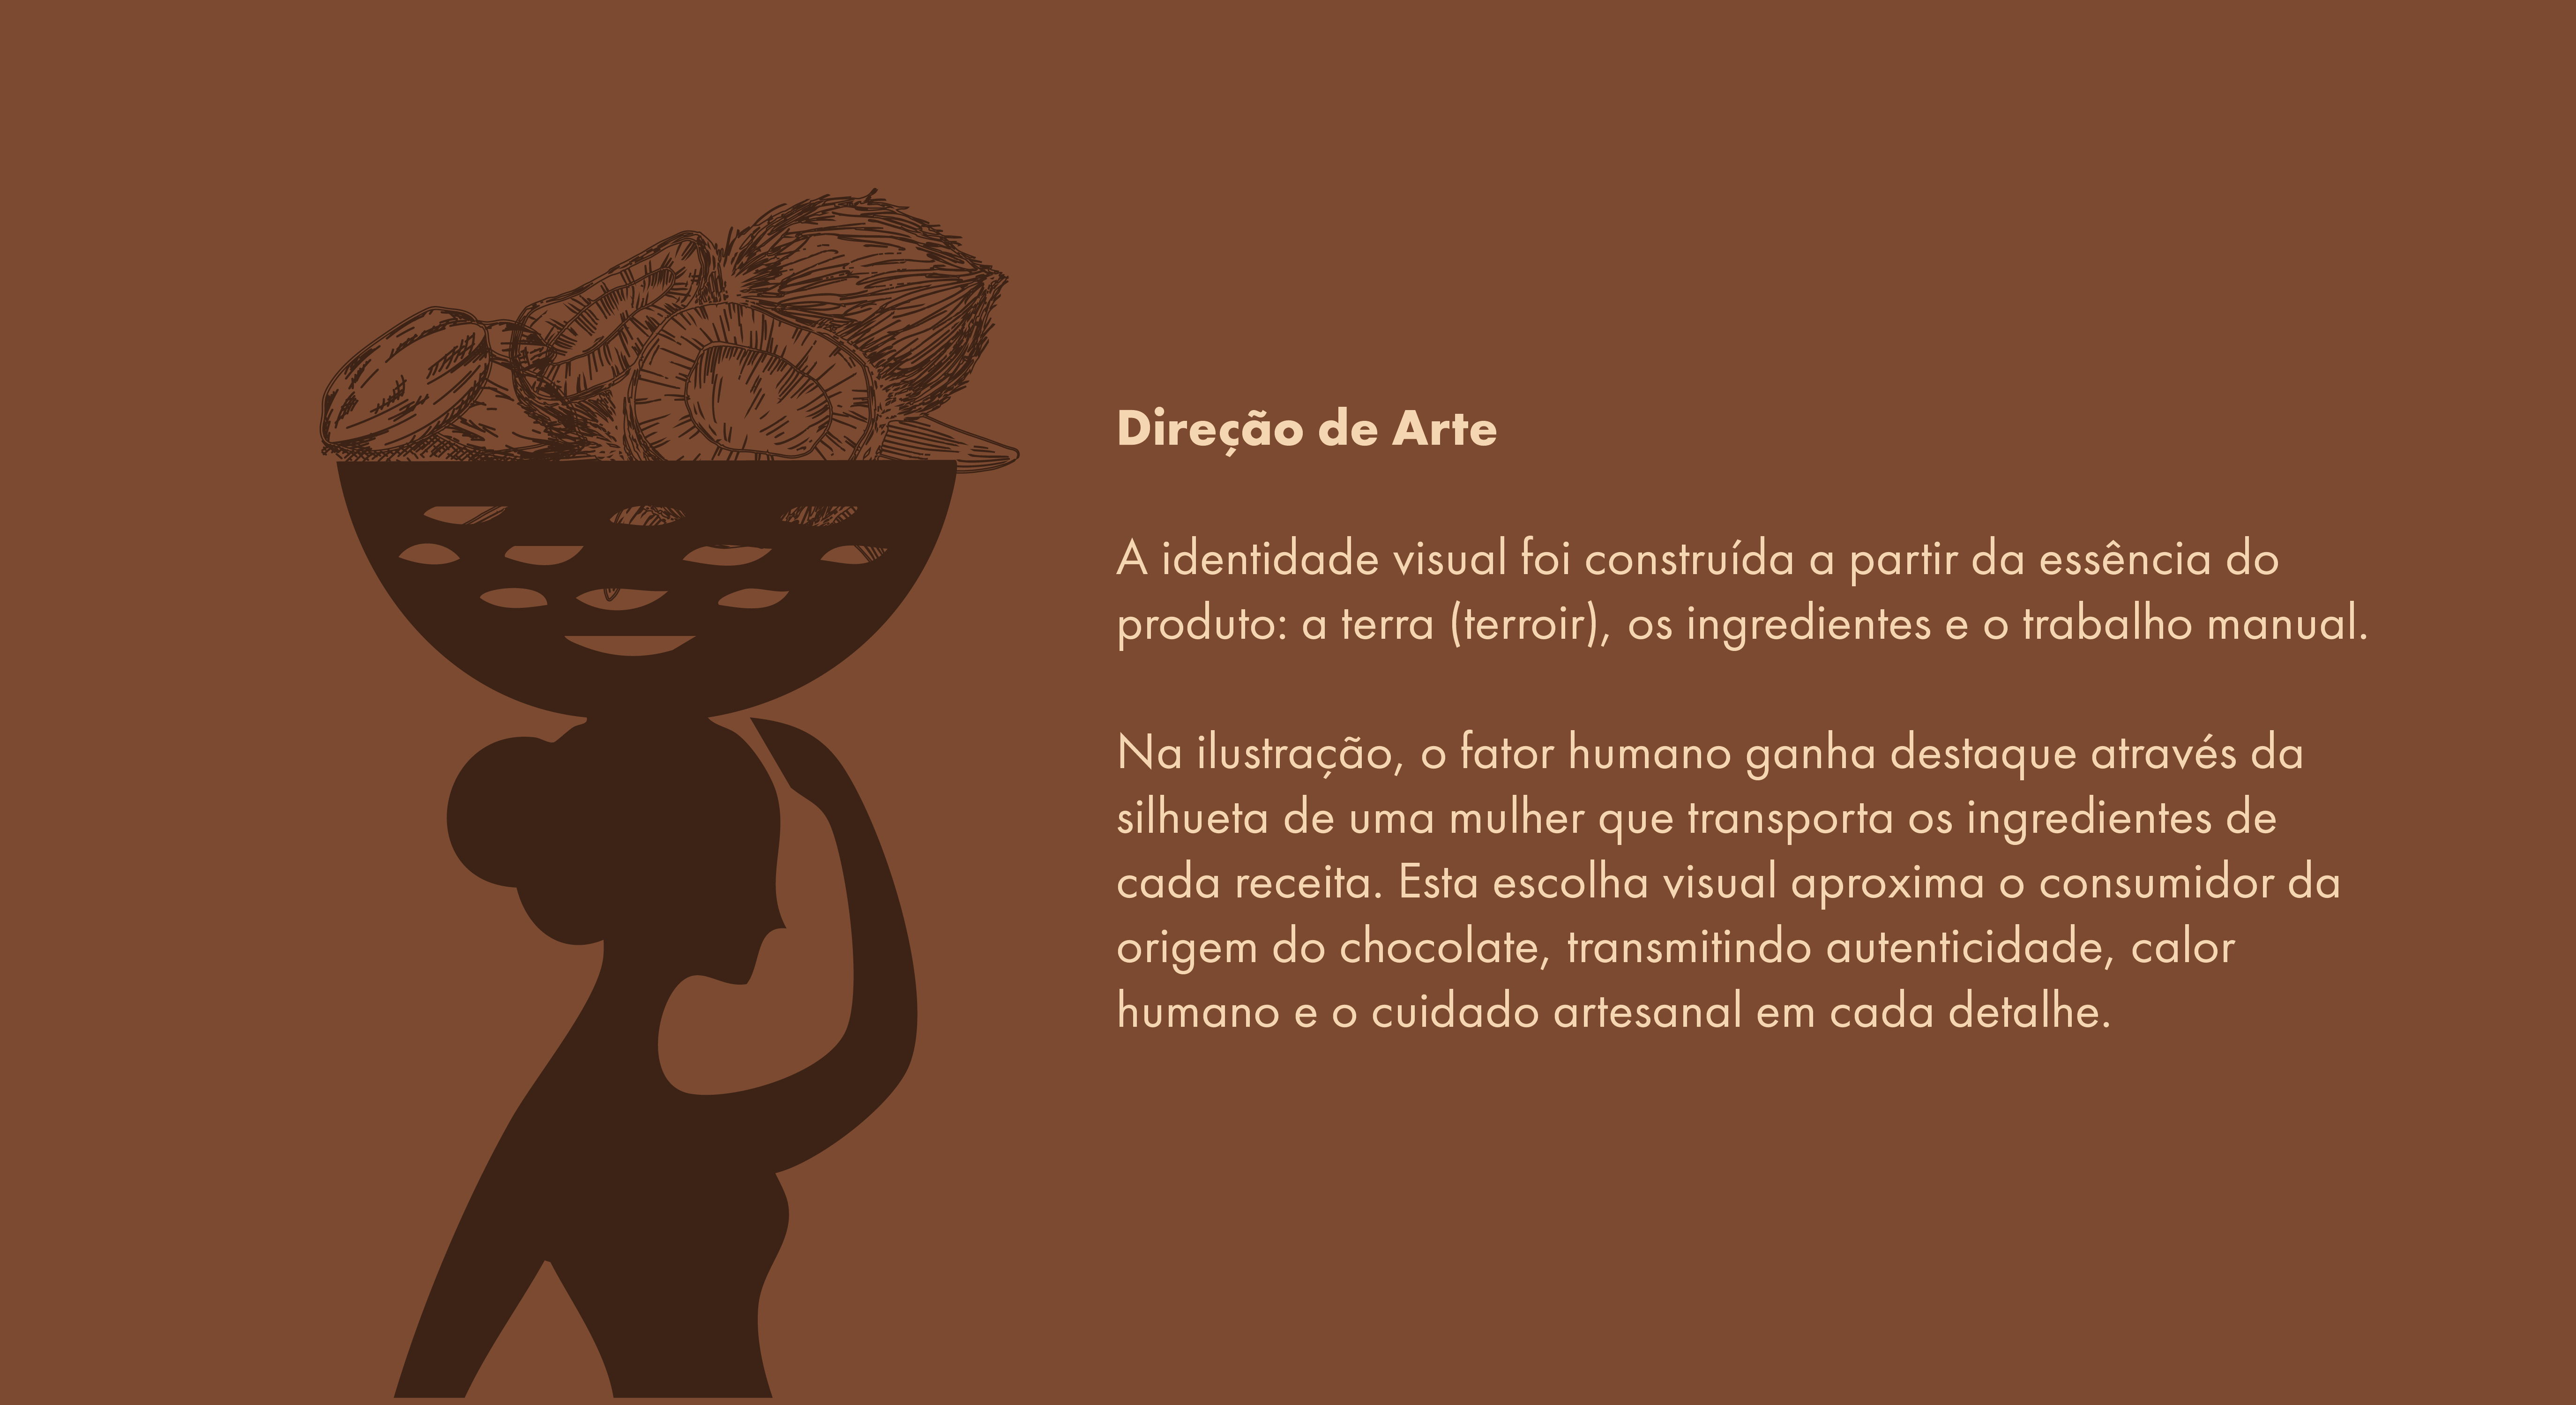 Direção de Arte
A identidade visual foi construída a partir da essência do
produto: a terra (terroir), os ingredientes e o trabalho manual.
Na ilustração, o fator humano ganha destaque através da
silhueta de uma mulher que transporta os ingredientes de
cada receita. Esta escolha visual aproxima o consumidor da
origem do chocolate, transmitindo autenticidade, calor
humano e o cuidado artesanal em cada detalhe.